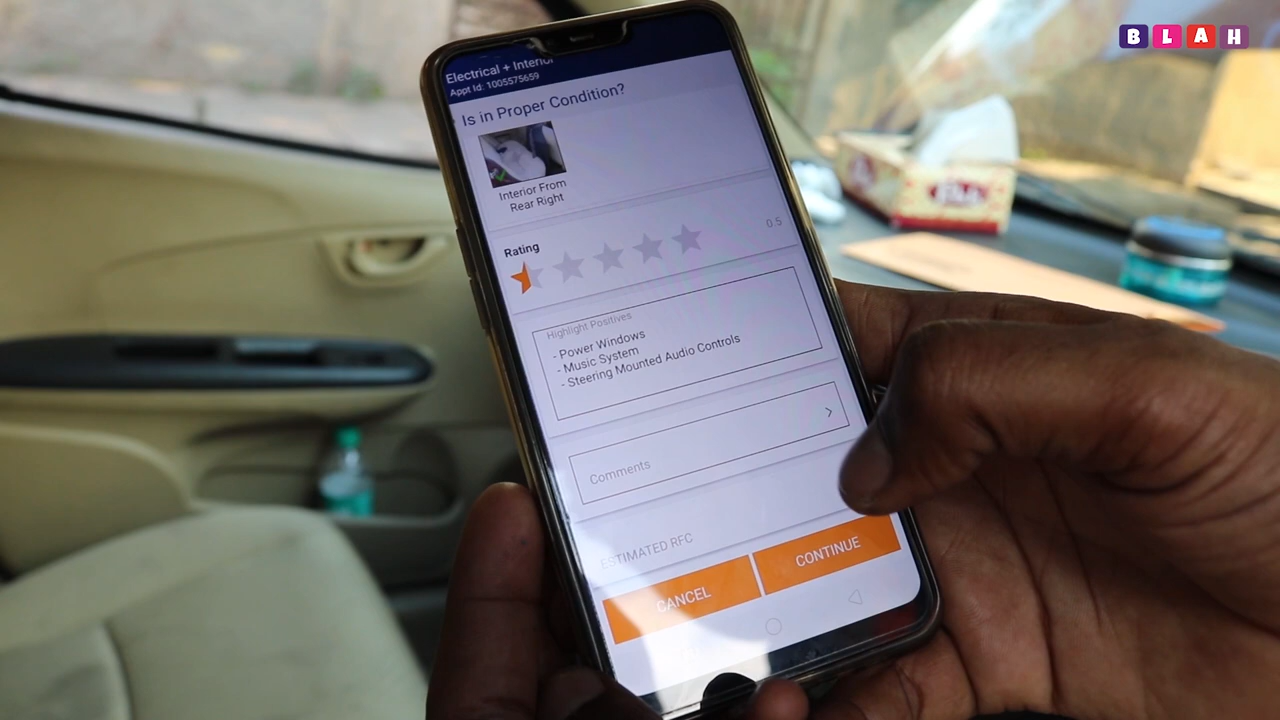 BLAH
Electrical + Interior
Appt Id: 1005575659
Is in Proper Condition?
Interior From
Rear Right
Rating
0.5
Highlight Positives
- Power Windows
- Music System
- Steering Mounted Audio Controls
Comments
ESTIMATED RFC
CANCEL
CONTINUE